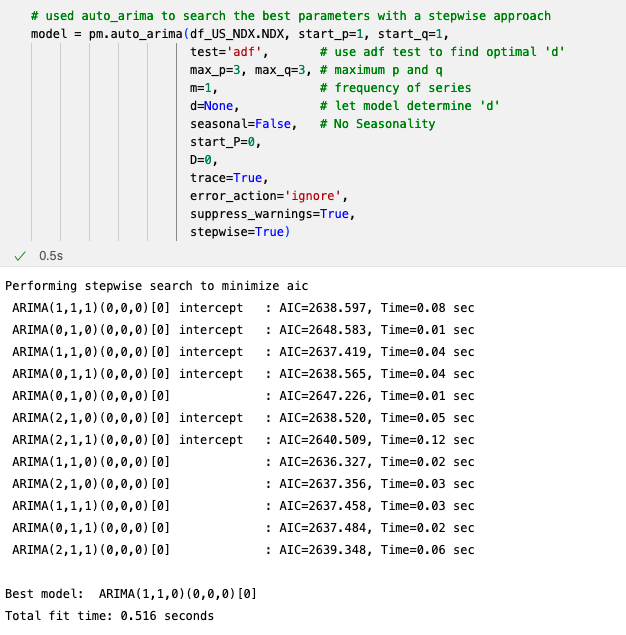 # used auto_arima to search the best parameters with a stepwise approach
model = pm.auto_arima(df_US_NDX.NDX, start_p=1, start_q=1,
test='adf',       # use adf test to find optimal 'd'
max_p=3, max_q=3, # maximum p and q
m=1,              # frequency of series
d=None,           # let model determine 'd'
seasonal=False,   # No Seasonality
start_P=0,
D=0,
trace=True,
error_action='ignore',
suppress_warnings=True,
stepwise=True)
✓ 0.5s
Performing stepwise search to minimize aic
ARIMA(1,1,1)(0,0,0)[0] intercept   : AIC=2638.597, Time=0.08 sec
ARIMA(0,1,0)(0,0,0)[0] intercept   : AIC=2648.583, Time=0.01 sec
ARIMA(1,1,0)(0,0,0)[0] intercept   : AIC=2637.419, Time=0.04 sec
ARIMA(0,1,1)(0,0,0)[0] intercept   : AIC=2638.565, Time=0.04 sec
ARIMA(0,1,0)(0,0,0)[0]             : AIC=2647.226, Time=0.01 sec
ARIMA(2,1,0)(0,0,0)[0] intercept   : AIC=2638.520, Time=0.05 sec
ARIMA(2,1,1)(0,0,0)[0] intercept   : AIC=2640.509, Time=0.12 sec
ARIMA(1,1,0)(0,0,0)[0]             : AIC=2636.327, Time=0.02 sec
ARIMA(2,1,0)(0,0,0)[0]             : AIC=2637.356, Time=0.03 sec
ARIMA(1,1,1)(0,0,0)[0]             : AIC=2637.458, Time=0.03 sec
ARIMA(0,1,1)(0,0,0)[0]             : AIC=2637.484, Time=0.02 sec
ARIMA(2,1,1)(0,0,0)[0]             : AIC=2639.348, Time=0.06 sec
Best model:  ARIMA(1,1,0)(0,0,0)[0]
Total fit time: 0.516 seconds